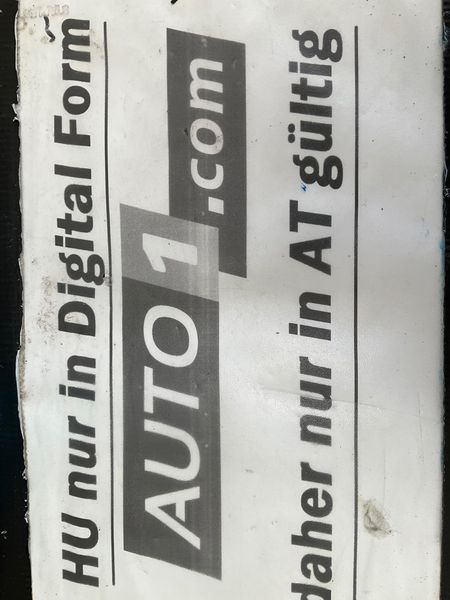 HU nur in Digital Form
AUTO1.com
daher nur in AT gültig